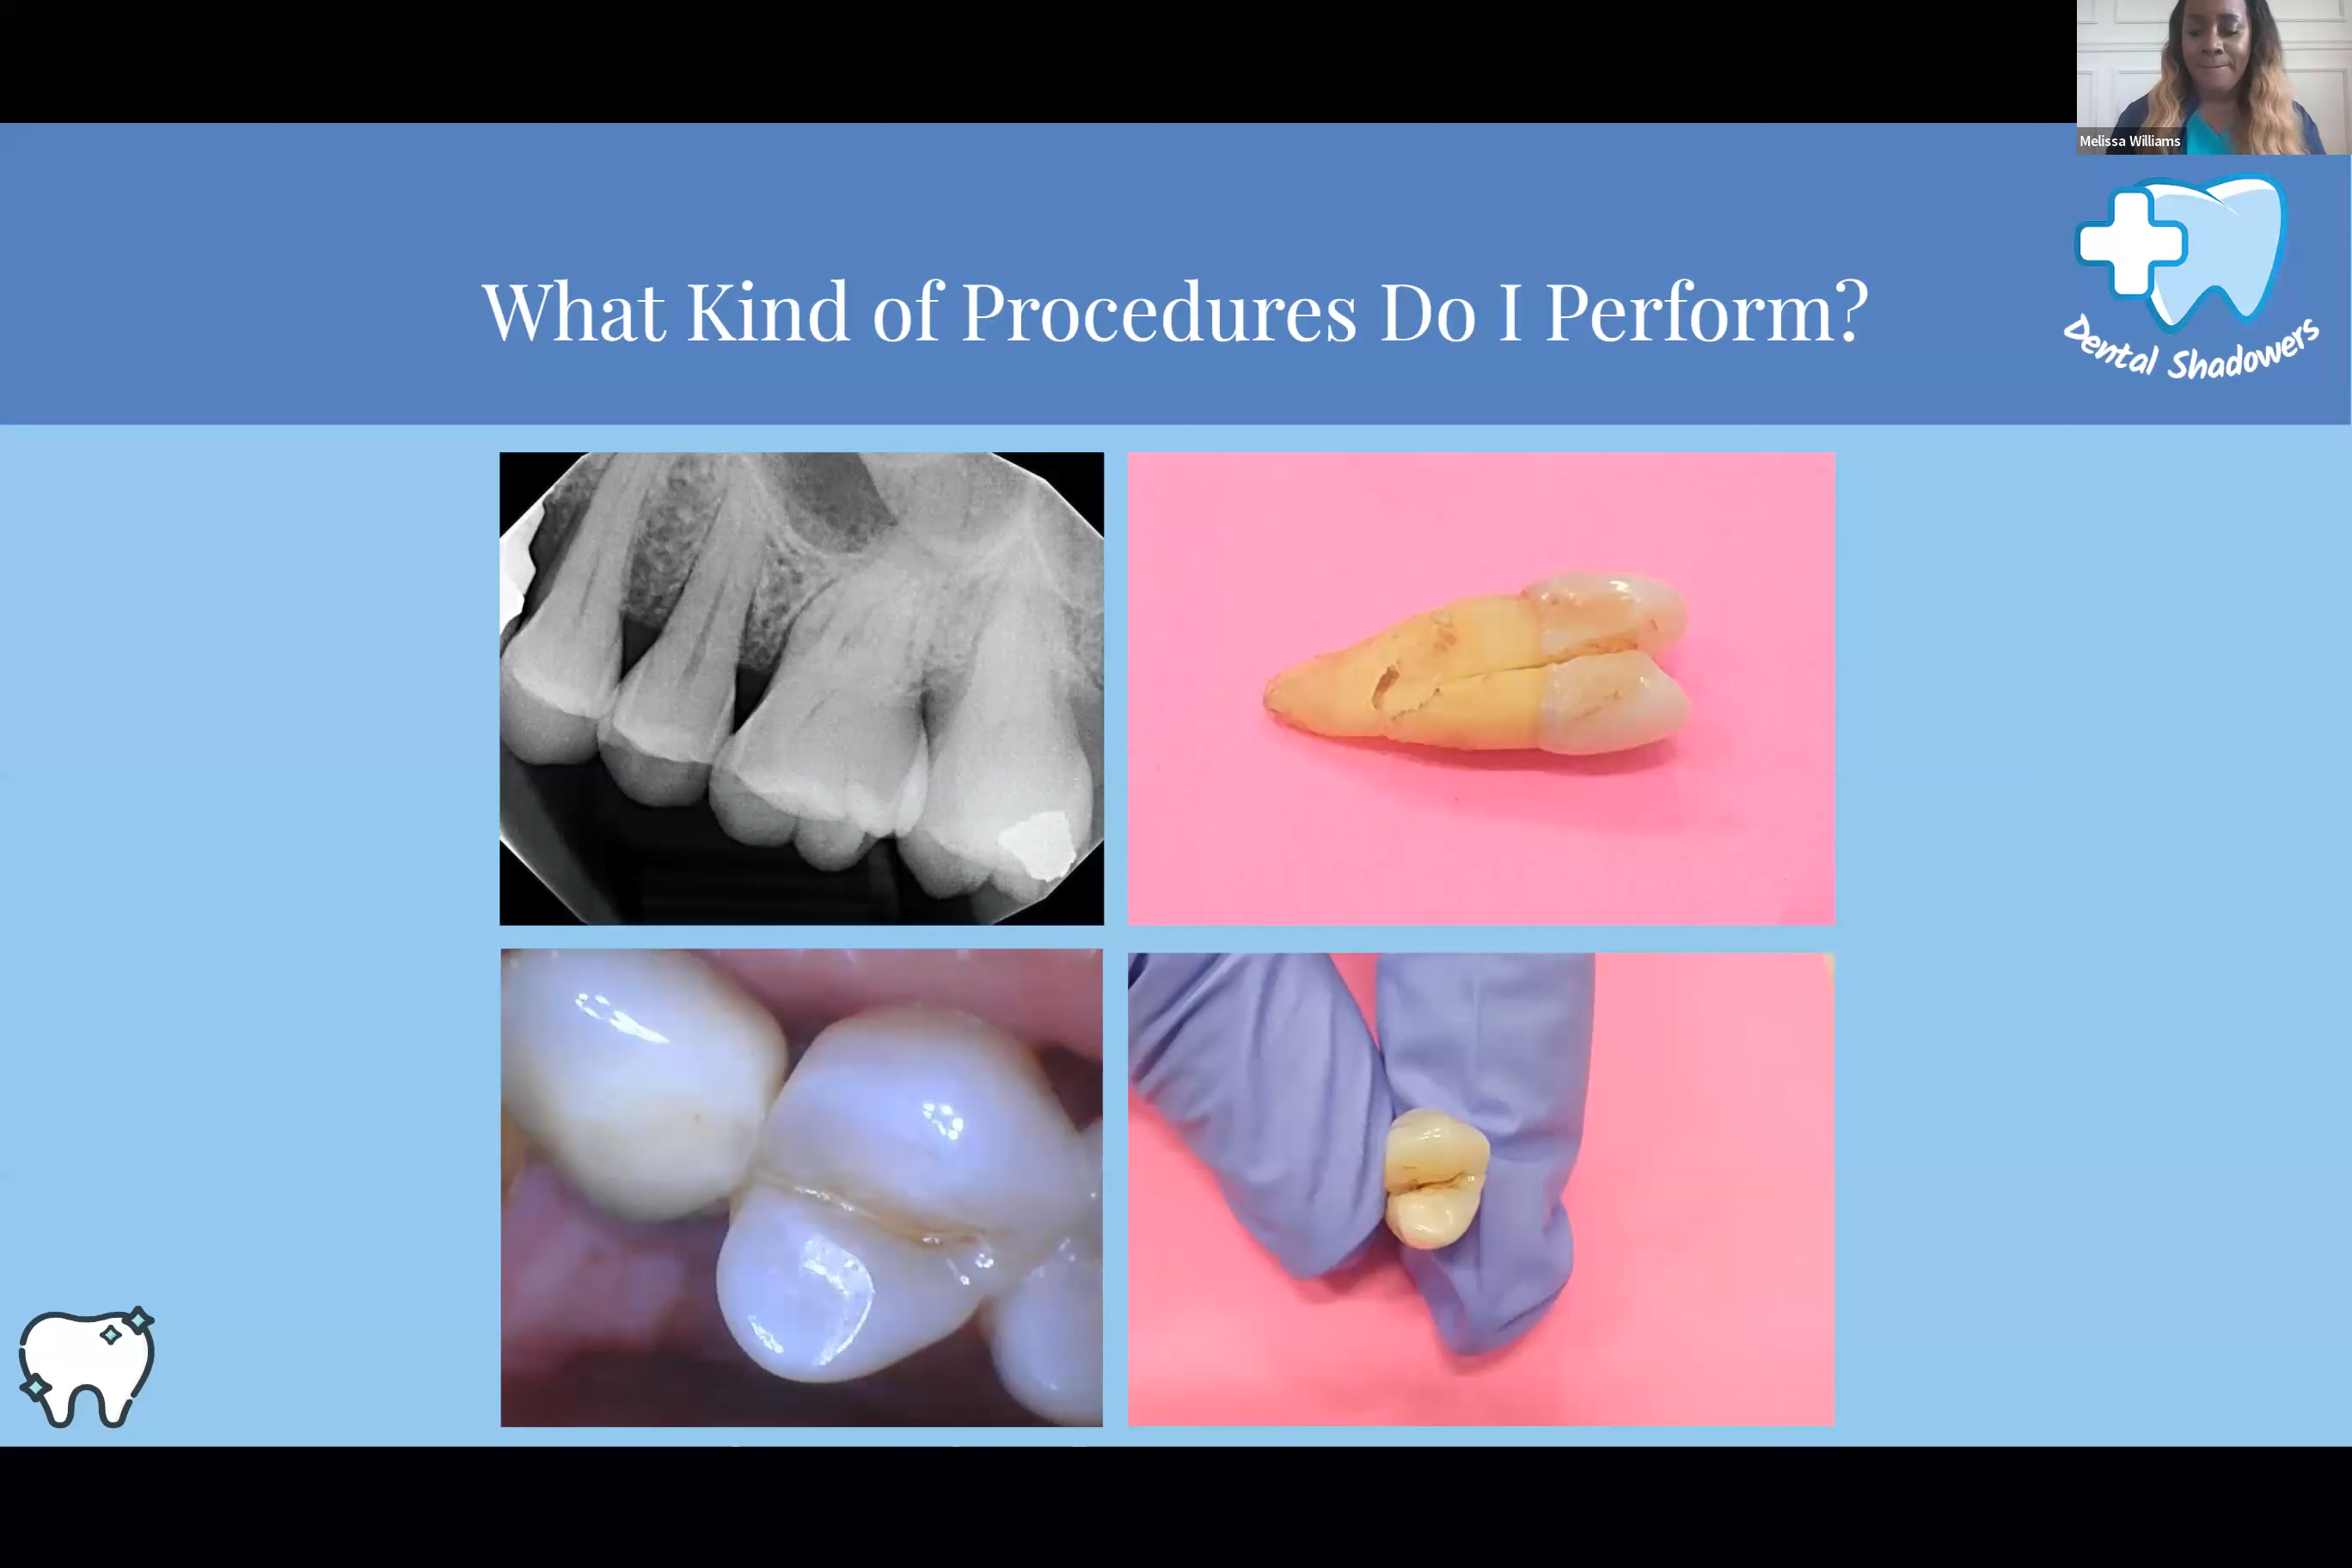 Melissa Williams
What Kind of Procedures Do I Perform?
Dental Shadowers